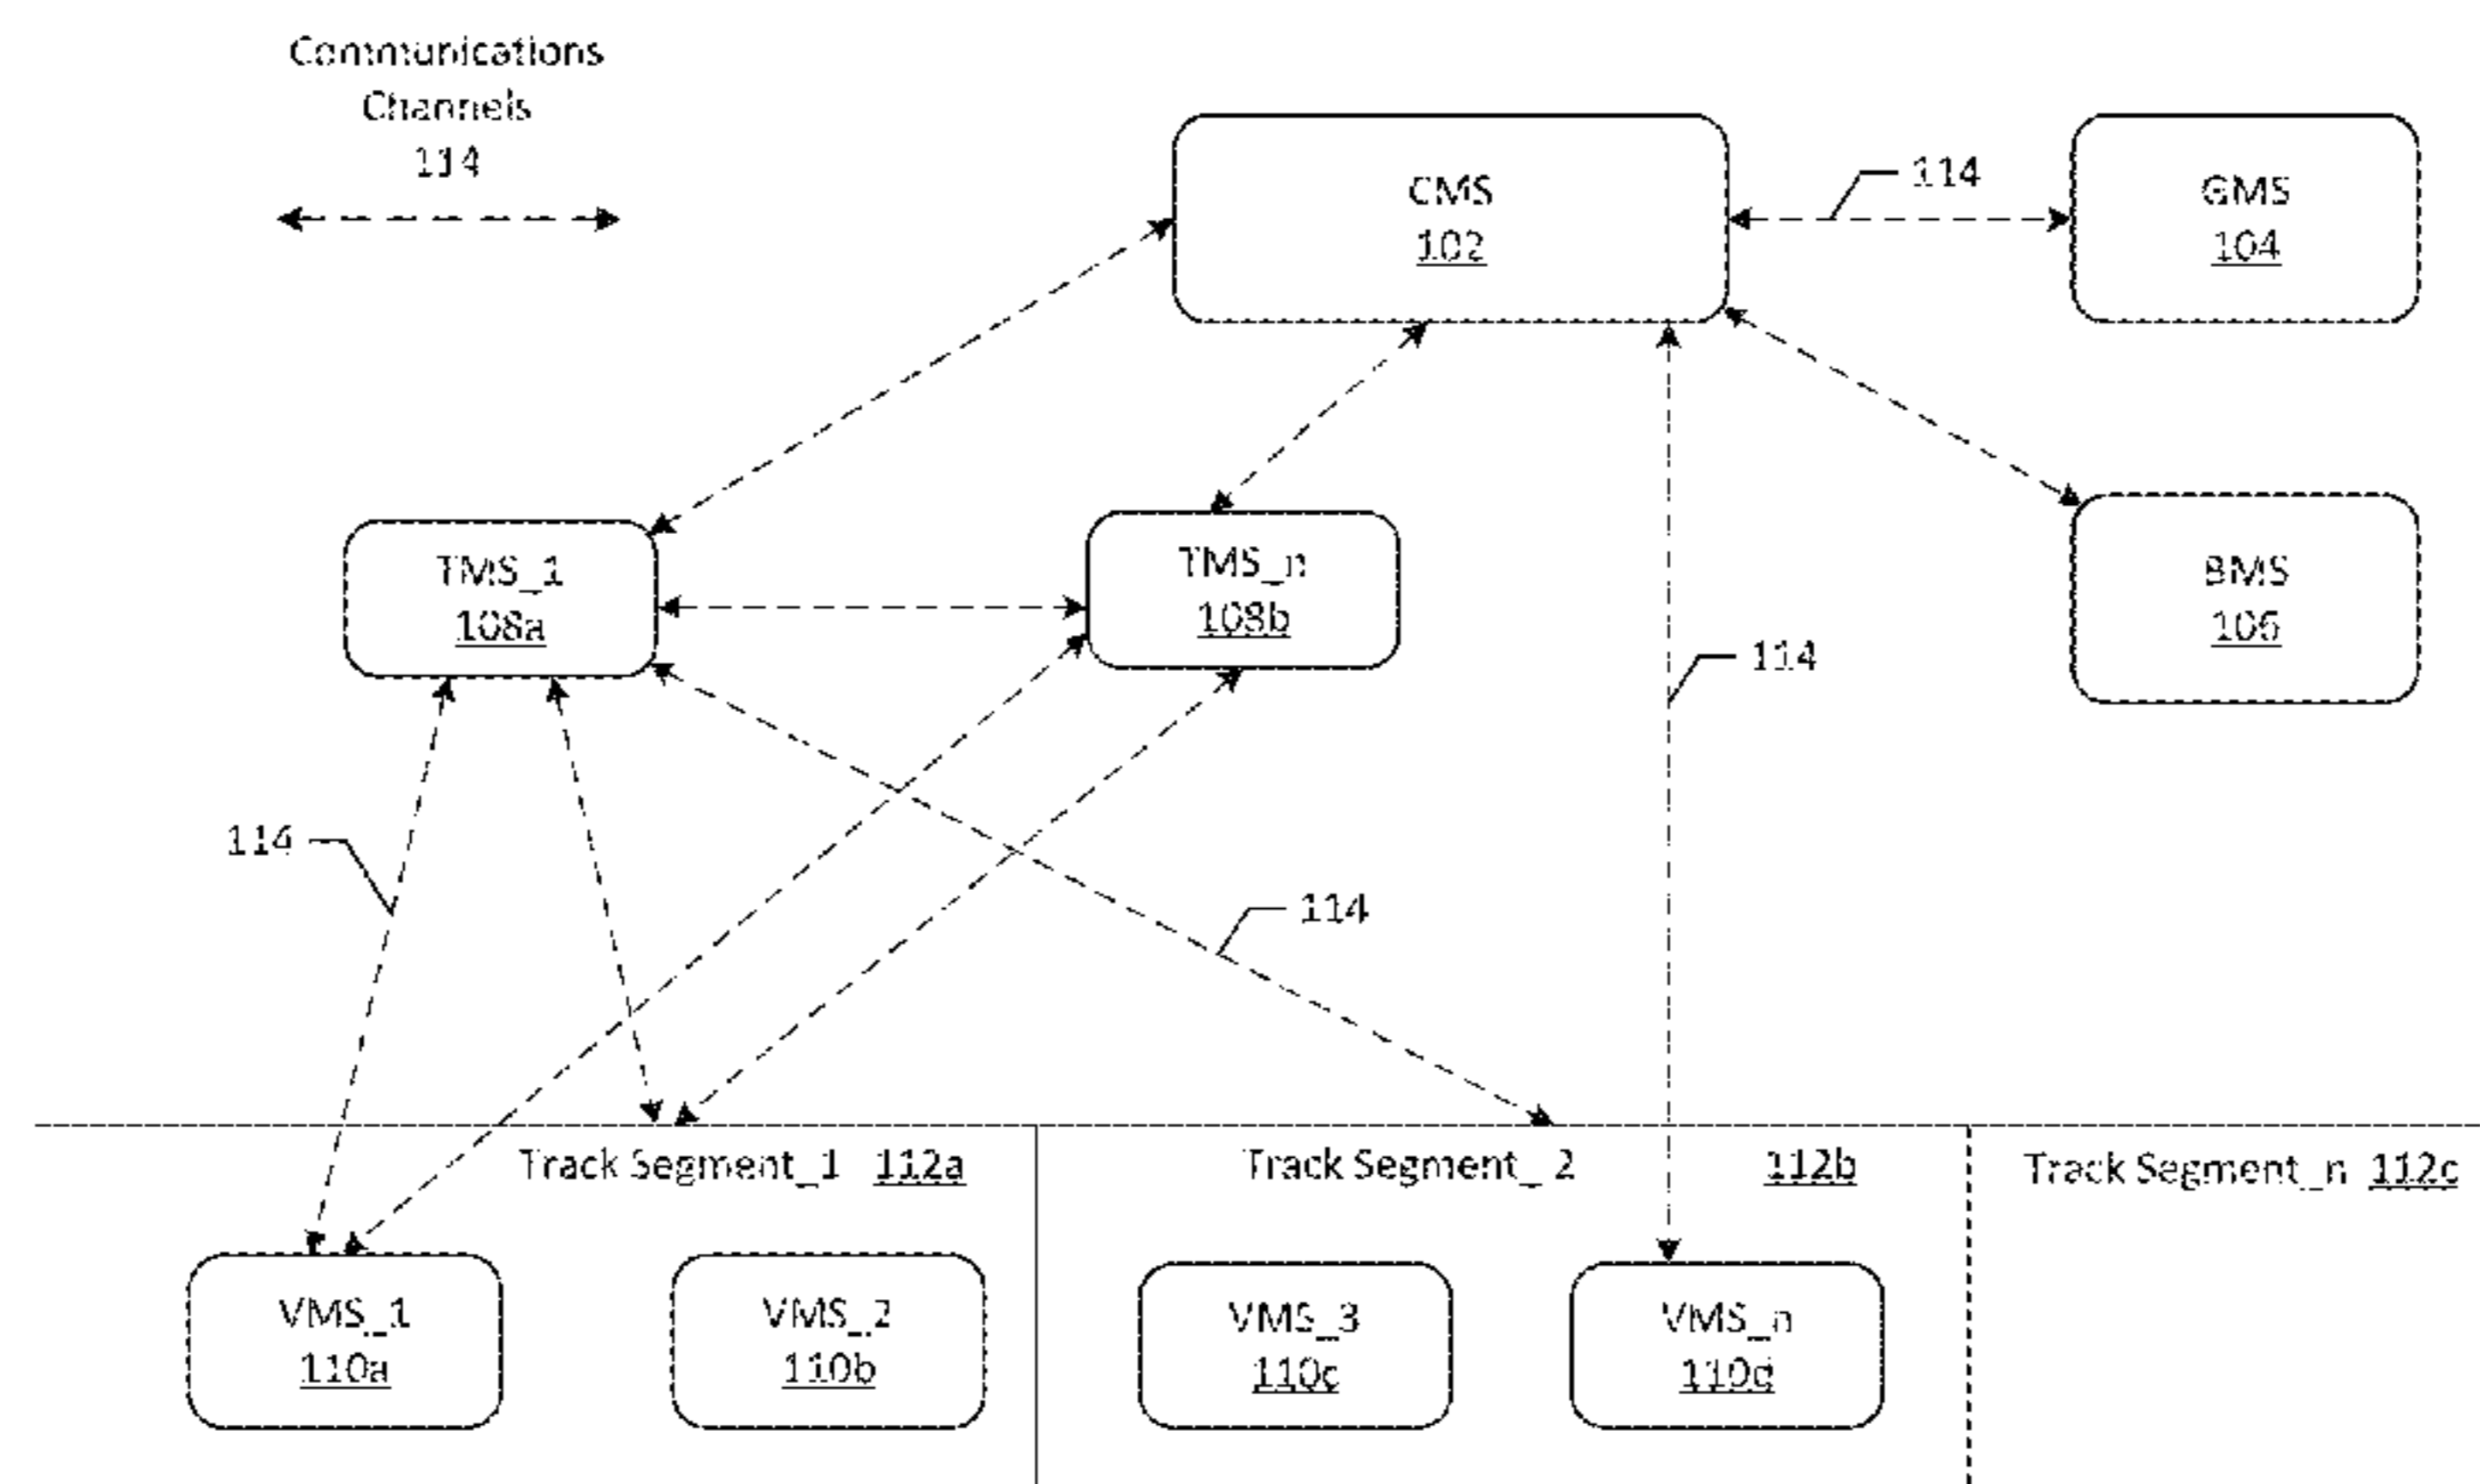 Communications
Channels
114
CMS
102
114
GMS
104
TMS_1
108a
TMS_n
108b
BMS
106
114
114
114
Track Segment_1 112a
Track Segment_ 2 112b
Track Segment_n 112c
VMS_1
110a
VMS_2
110b
VMS_3
110c
VMS_n
110d